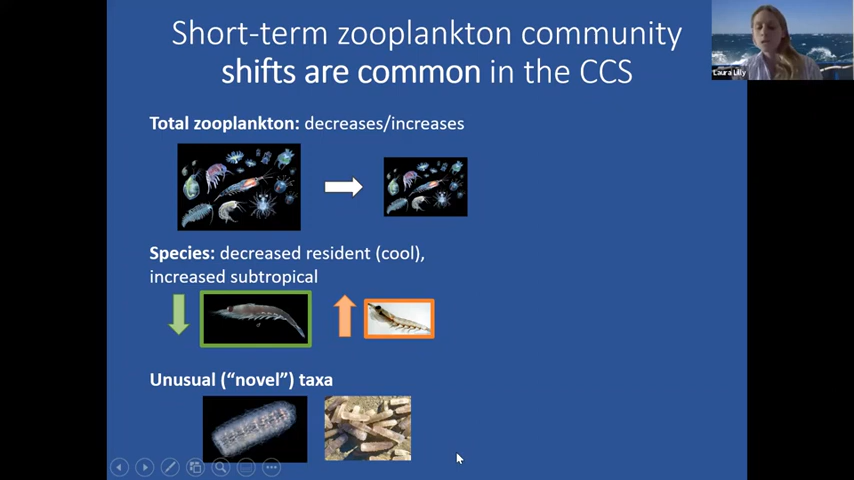 Short-term zooplankton community
shifts are common in the CCS
Laura Lilly
Total zooplankton: decreases/increases
Species: decreased resident (cool),
increased subtropical
Unusual ("novel") taxa